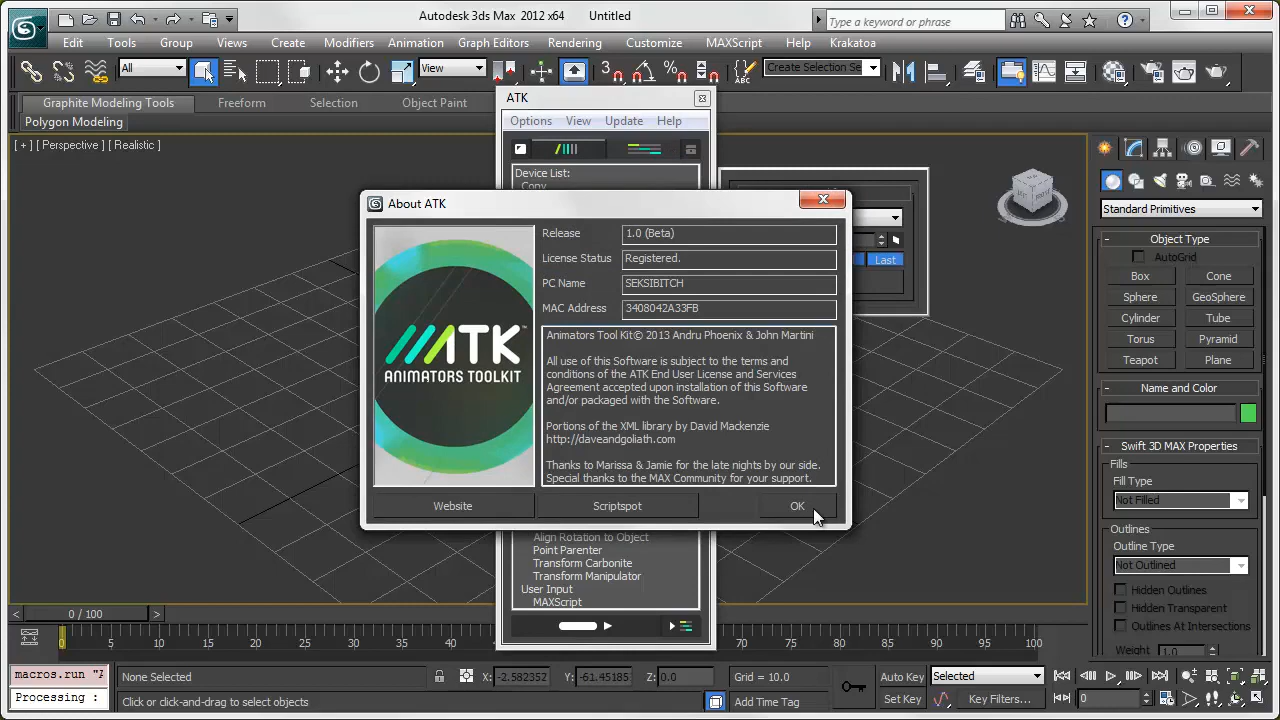 Autodesk 3ds Max 2012 x64 Untitled
Type a keyword or phrase
Edit Tools Group Views Create Modifiers Animation Graph Editors Rendering Customize MAXScript Help Krakatoa
All View 3 Create Selection Se
Graphite Modeling Tools Freeform Selection Object Paint
Polygon Modeling
[ + ] [ Perspective ] [ Realistic ]
ATK
Options View Update Help
Device List:
Copy
About ATK
Release 1.0 (Beta)
License Status Registered.
PC Name SEKSIBITCH
MAC Address 3408042A33FB
ATK
ANIMATORS TOOLKIT
Animators Tool Kit© 2013 Andru Phoenix & John Martini
All use of this Software is subject to the terms and
conditions of the ATK End User License and Services
Agreement accepted upon installation of this Software
and/or packaged with the Software.
Portions of the XML library by David Mackenzie
http://daveandgoliath.com
Thanks to Marissa & Jamie for the late nights by our side.
Special thanks to the MAX Community for your support.
Website Scriptspot OK
Last
Align Rotation to Object
Point Parenter
Transform Carbonite
Transform Manipulator
User Input
MAXScript
Standard Primitives
- Object Type
AutoGrid
Box Cone
Sphere GeoSphere
Cylinder Tube
Torus Pyramid
Teapot Plane
- Name and Color
- Swift 3D MAX Properties
Fills
Fill Type
Not Filled
Outlines
Outline Type
Not Outlined
Hidden Outlines
Hidden Transparent
Outlines At Intersections
Weight 1.0
< 0 / 100 >
0 5 10 15 20 25 30 35 40 45 70 75 80 85 90 95 100
macros.run "A
Processing :
None Selected X: -2.582352 Y: -61.45185 Z: 0.0 Grid = 10.0
Click or click-and-drag to select objects Add Time Tag
Auto Key Selected
Set Key Key Filters... 0